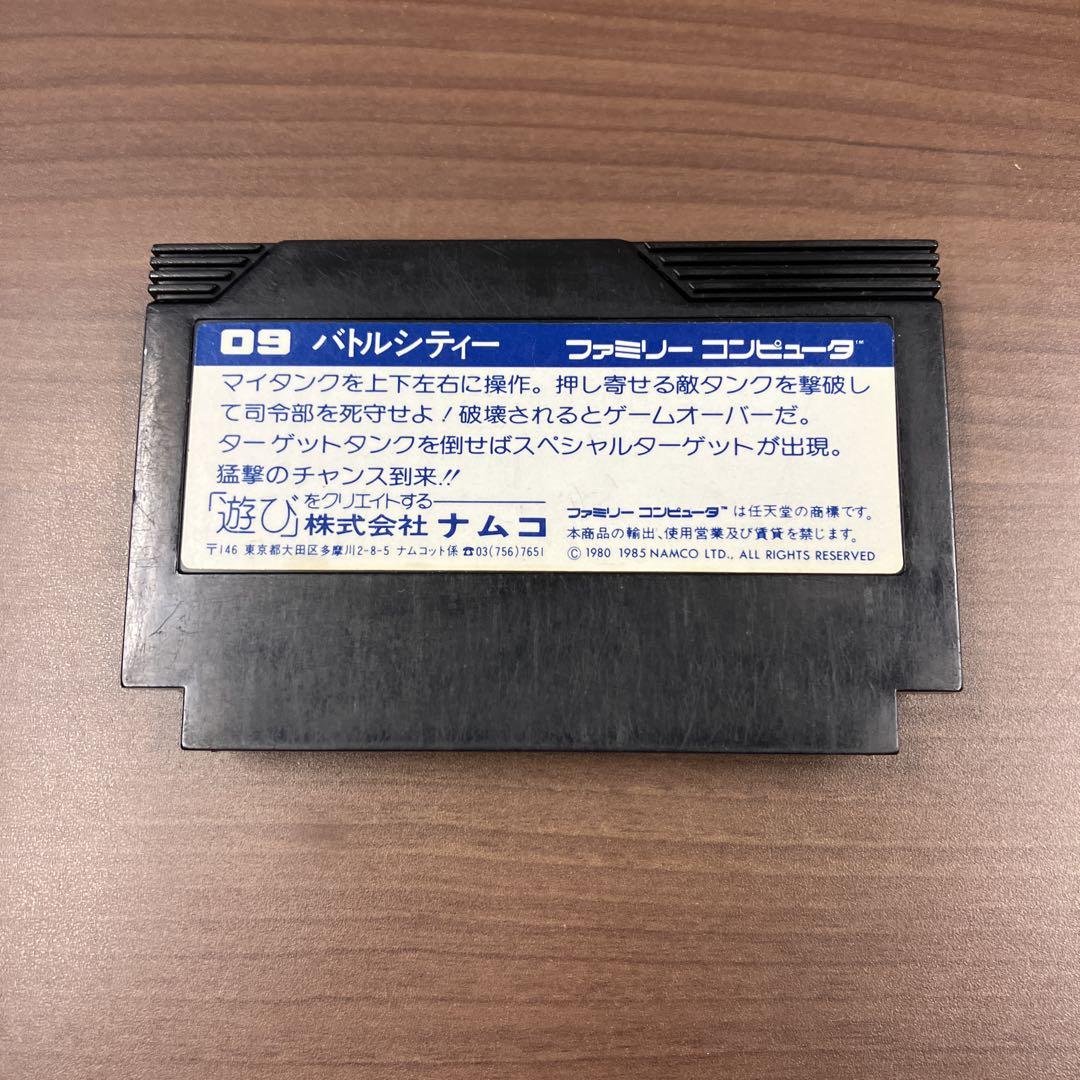 09 バトルシティー ファミリー コンピュータ™
マイタンクを上下左右に操作。押し寄せる敵タンクを撃破し
て司令部を死守せよ!破壊されるとゲームオーバーだ。
ターゲットタンクを倒せばスペシャルターゲットが出現。
猛撃のチャンス到来!!
「遊び」をクリエイトする
株式会社 ナムコ
〒146 東京都大田区多摩川2-8-5 ナムコット係 ☎03(756)7651
ファミリー コンピュータ™ は任天堂の商標です。
本商品の輸出、使用営業及び賃貸を禁じます。
© 1980 1985 NAMCO LTD., ALL RIGHTS RESERVED